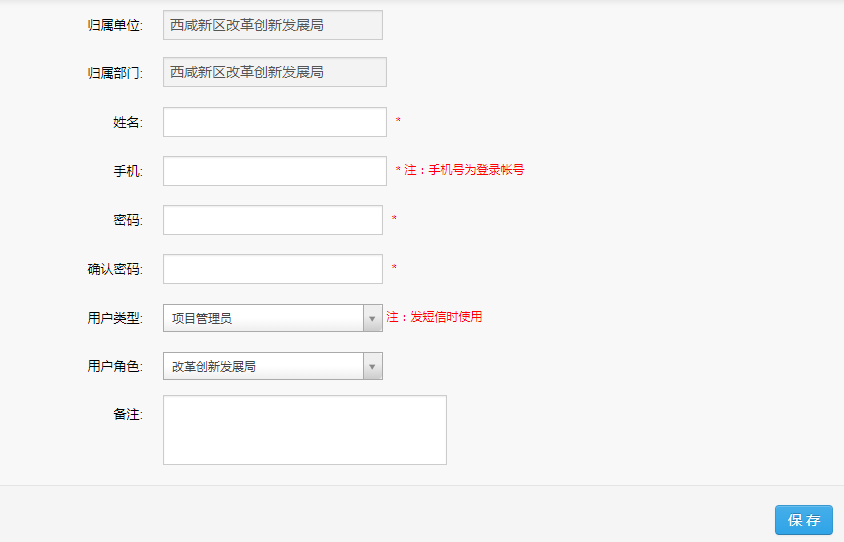 归属单位: 西咸新区改革创新发展局
归属部门: 西咸新区改革创新发展局
姓名: *
手机: * 注：手机号为登录帐号
密码: *
确认密码: *
用户类型: 项目管理员 注：发短信时使用
用户角色: 改革创新发展局
备注:
保存